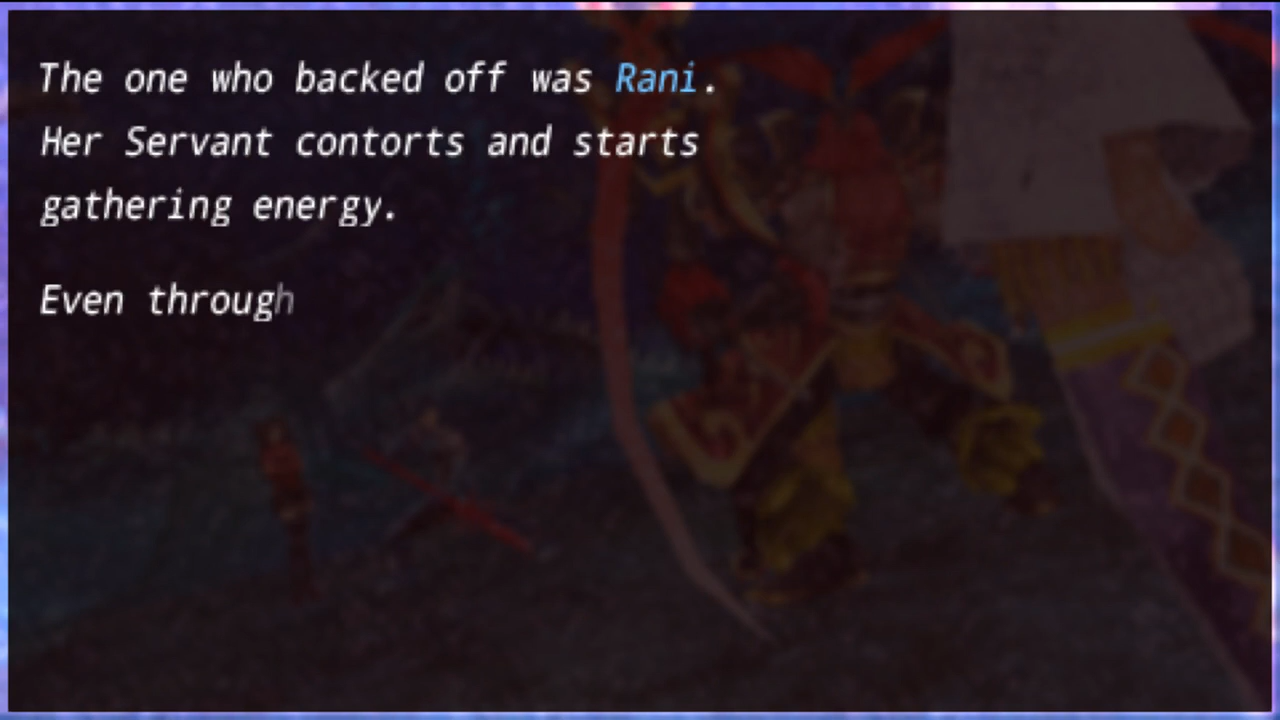 The one who backed off was Rani.
Her Servant contorts and starts
gathering energy.
Even through